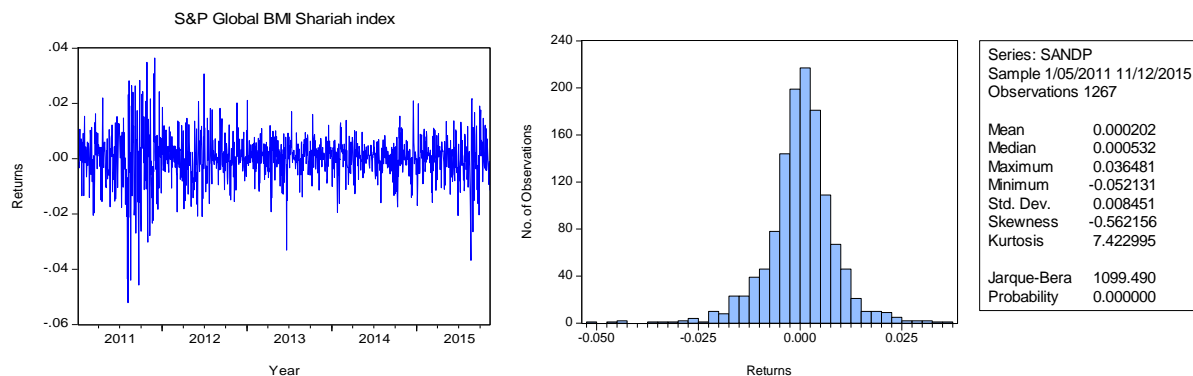 S&P Global BMI Shariah index
.04
.02
.00
-.02
-.04
-.06
Returns
2011 2012 2013 2014 2015
Year
240
200
160
120
80
40
0
No. of Observations
-0.050 -0.025 0.000 0.025
Returns
Series: SANDP
Sample 1/05/2011 11/12/2015
Observations 1267
Mean 0.000202
Median 0.000532
Maximum 0.036481
Minimum -0.052131
Std. Dev. 0.008451
Skewness -0.562156
Kurtosis 7.422995
Jarque-Bera 1099.490
Probability 0.000000